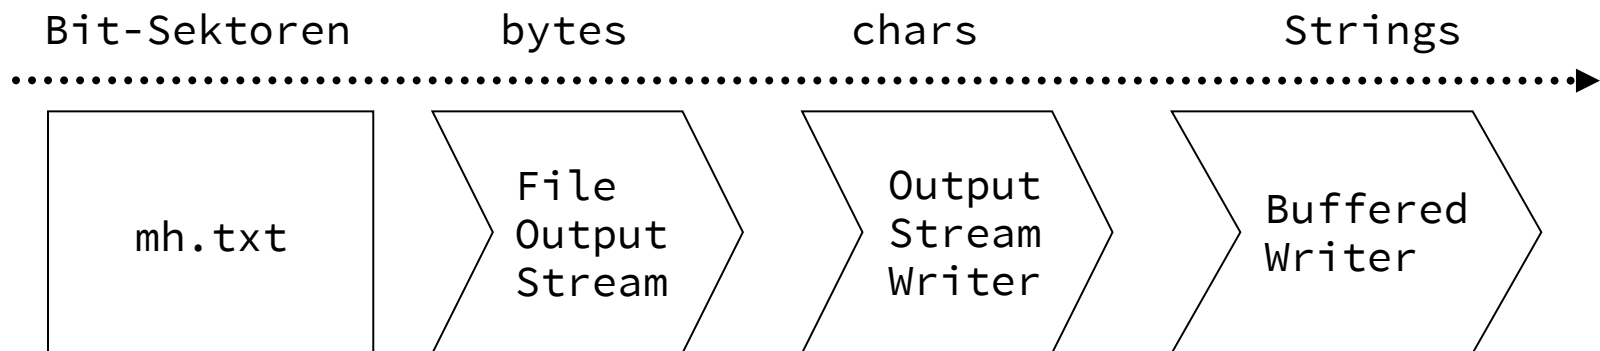 Bit-Sektoren bytes chars Strings
mh.txt
File
Output
Stream
Output
Stream
Writer
Buffered
Writer